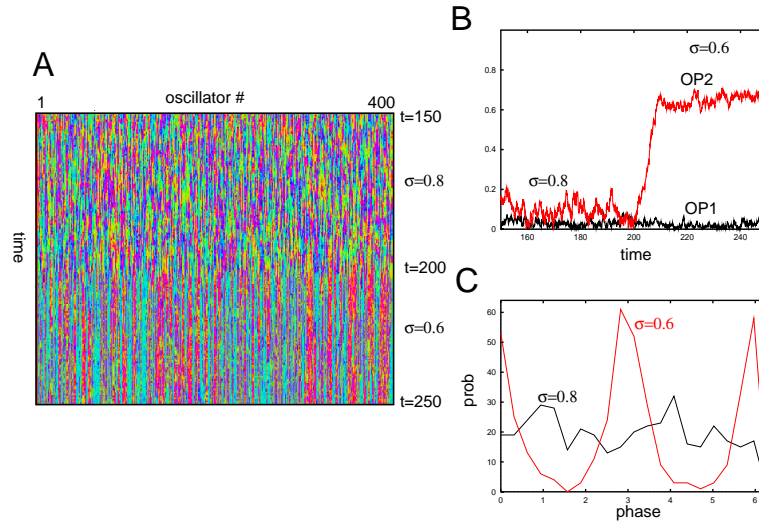 A
oscillator #
1
400
t=150
σ=0.8
time
t=200
σ=0.6
t=250
B
σ=0.6
OP2
0.8
0.6
0.4
σ=0.8
0.2
OP1
0
160 180 200 220 240
time
C
60
σ=0.6
50
40
prob
σ=0.8
30
20
10
0
0 1 2 3 4 5 6
phase